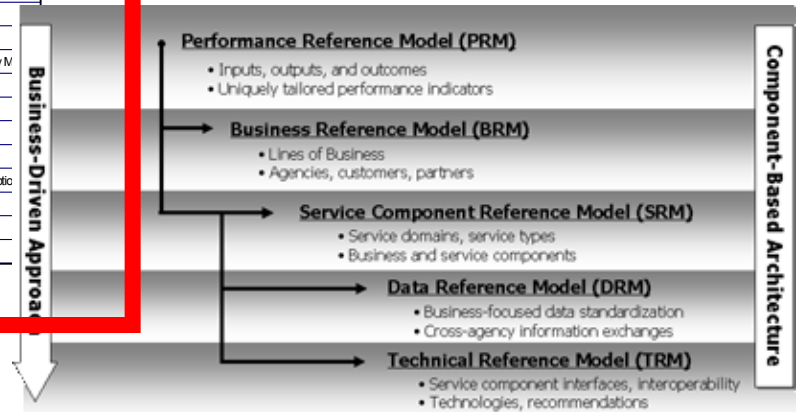 Performance Reference Model (PRM)
• Inputs, outputs, and outcomes
• Uniquely tailored performance indicators
Business Reference Model (BRM)
• Lines of Business
• Agencies, customers, partners
Service Component Reference Model (SRM)
• Service domains, service types
• Business and service components
Data Reference Model (DRM)
• Business-focused data standardization
• Cross-agency information exchanges
Technical Reference Model (TRM)
• Service component interfaces, interoperability
• Technologies, recommendations
Business-Driven Approach
Component-Based Architecture